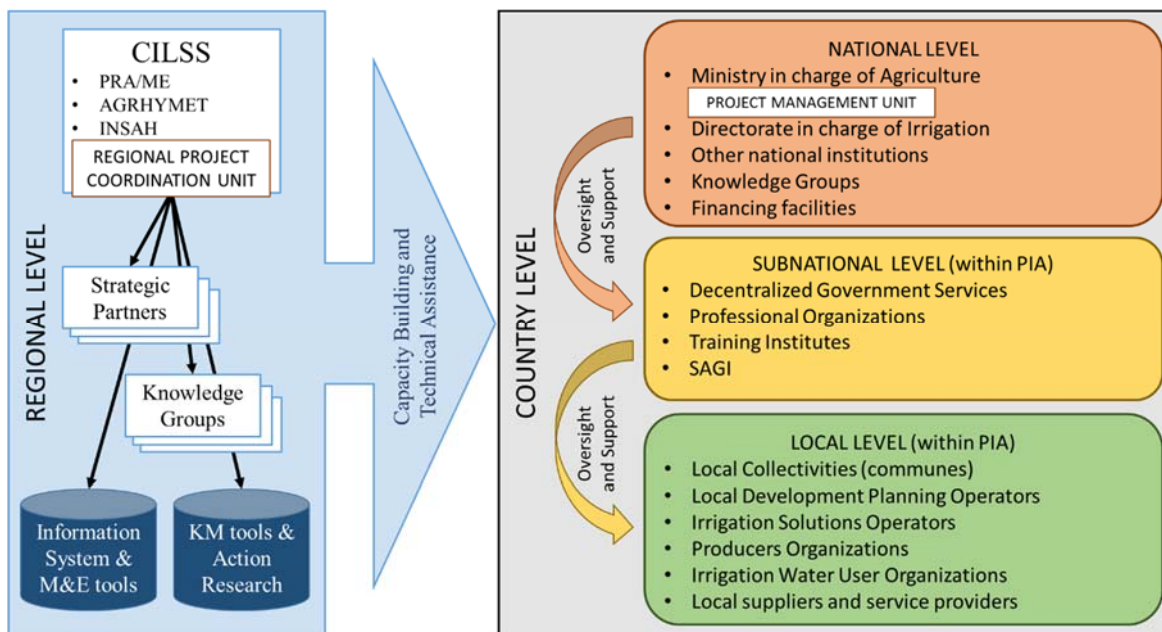 REGIONAL LEVEL
CILSS
• PRA/ME
• AGRHYMET
• INSAH
REGIONAL PROJECT
COORDINATION UNIT
Strategic
Partners
Knowledge
Groups
Information
System &
M&E tools
KM tools &
Action
Research
Capacity Building and
Technical Assistance
COUNTRY LEVEL
Oversight
and Support
Oversight
and Support
NATIONAL LEVEL
• Ministry in charge of Agriculture
PROJECT MANAGEMENT UNIT
• Directorate in charge of Irrigation
• Other national institutions
• Knowledge Groups
• Financing facilities
SUBNATIONAL LEVEL (within PIA)
• Decentralized Government Services
• Professional Organizations
• Training Institutes
• SAGI
LOCAL LEVEL (within PIA)
• Local Collectivities (communes)
• Local Development Planning Operators
• Irrigation Solutions Operators
• Producers Organizations
• Irrigation Water User Organizations
• Local suppliers and service providers